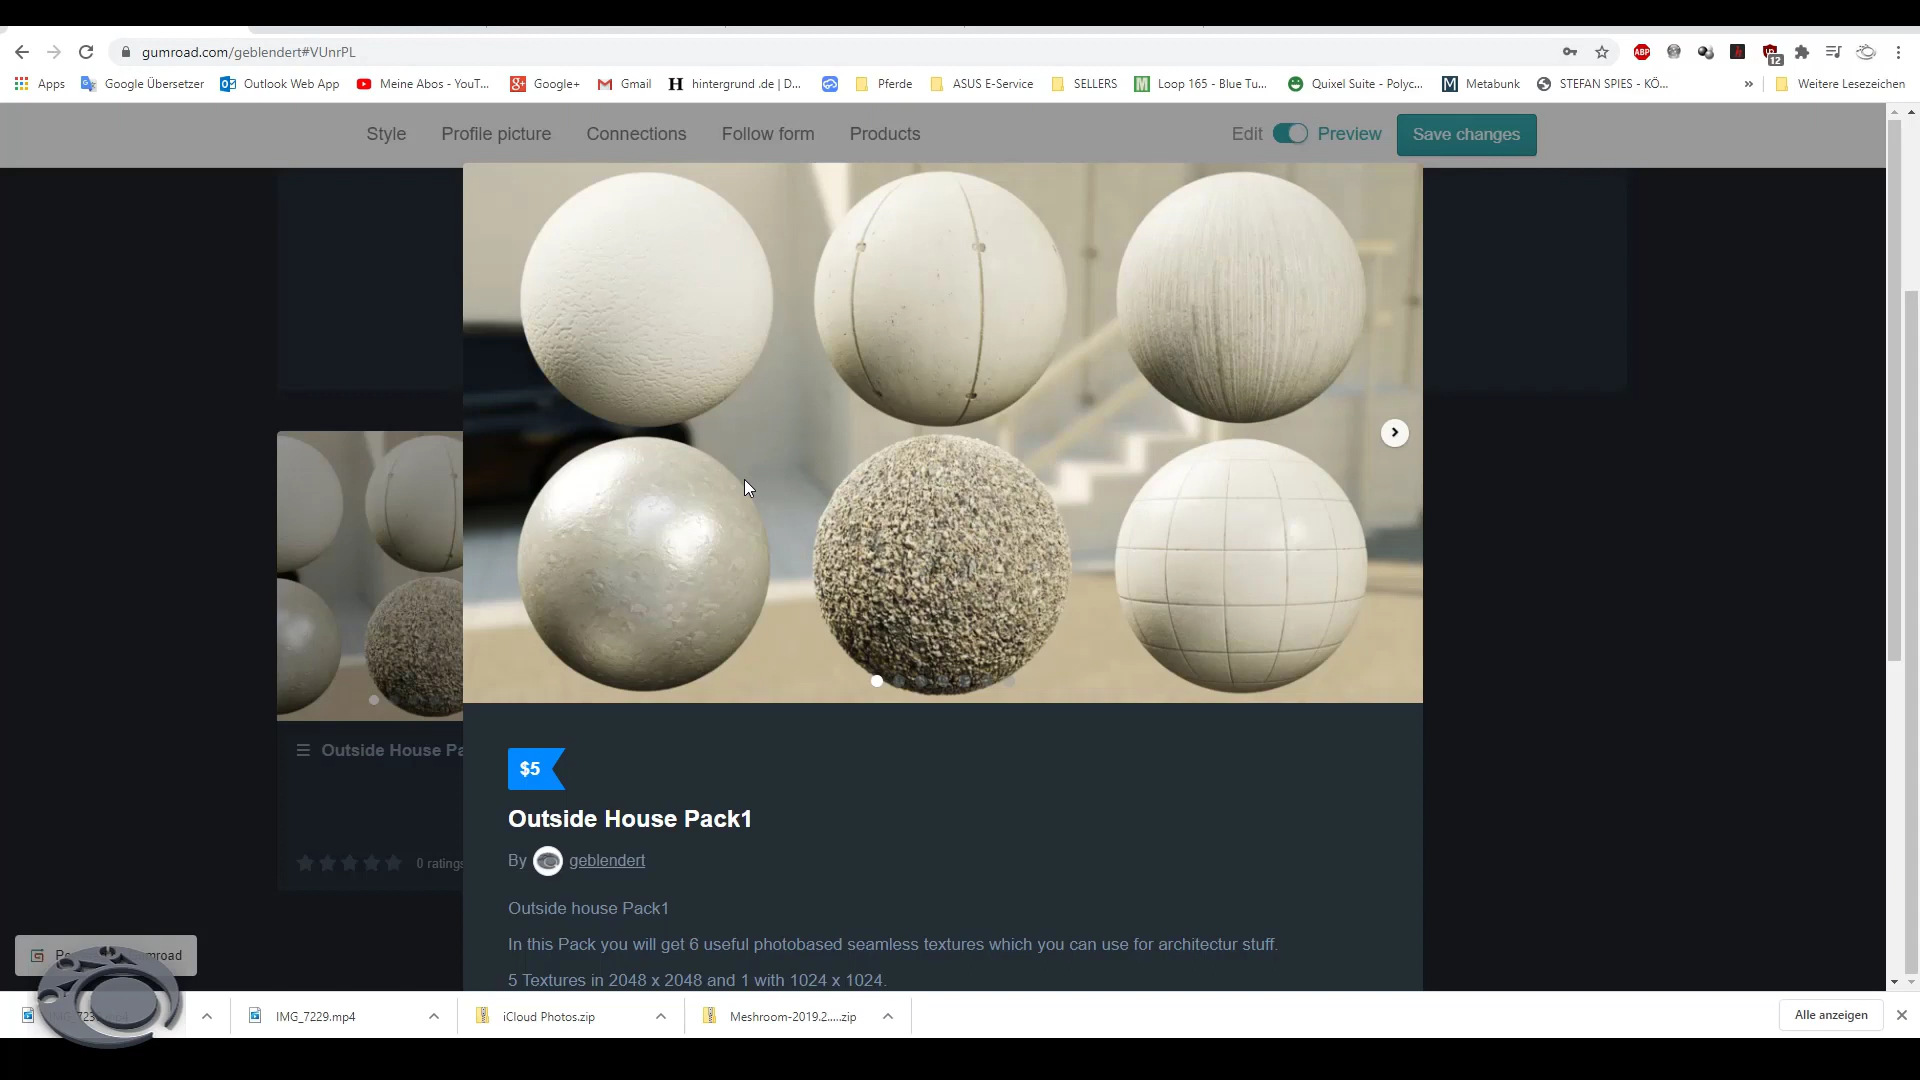 gumroad.com/geblendert#VUnrPL
ABP
12
Apps
Google Übersetzer
Outlook Web App
Meine Abos - YouT...
Google+
Gmail
hintergrund .de | D...
Pferde
ASUS E-Service
SELLERS
Loop 165 - Blue Tu...
Quixel Suite - Polyc...
Metabunk
STEFAN SPIES - KÖ...
»
Weitere Lesezeichen
Style
Profile picture
Connections
Follow form
Products
Edit
Preview
Save changes
Outside House Pa
0 ratings
$5
Outside House Pack1
By geblendert
Outside house Pack1
In this Pack you will get 6 useful photobased seamless textures which you can use for architectur stuff.
5 Textures in 2048 x 2048 and 1 with 1024 x 1024.
IMG_7229.mp4
iCloud Photos.zip
Meshroom-2019.2.....zip
Alle anzeigen